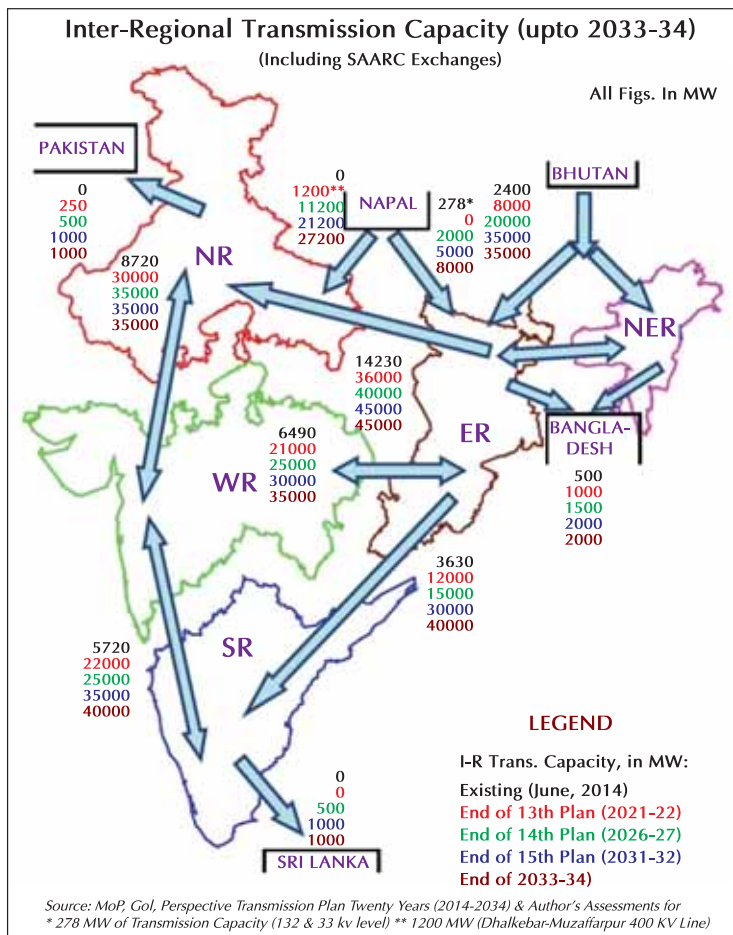 Inter-Regional Transmission Capacity (upto 2033-34)
(Including SAARC Exchanges)
All Figs. In MW
PAKISTAN
0
250
500
1000
1000
0
1200**
11200
21200
27200
NAPAL
278*
0
2000
5000
8000
2400
8000
20000
35000
35000
BHUTAN
NR
8720
30000
35000
35000
35000
NER
14230
36000
40000
45000
45000
ER
BANGLA-
DESH
500
1000
1500
2000
2000
6490
21000
25000
30000
35000
WR
3630
12000
15000
30000
40000
SR
5720
22000
25000
35000
40000
0
0
500
1000
1000
SRI LANKA
LEGEND
I-R Trans. Capacity, in MW:
Existing (June, 2014)
End of 13th Plan (2021-22)
End of 14th Plan (2026-27)
End of 15th Plan (2031-32)
End of 2033-34)
Source: MoP, GoI, Perspective Transmission Plan Twenty Years (2014-2034) & Author's Assessments for
* 278 MW of Transmission Capacity (132 & 33 kv level) ** 1200 MW (Dhalkebar-Muzaffarpur 400 KV Line)